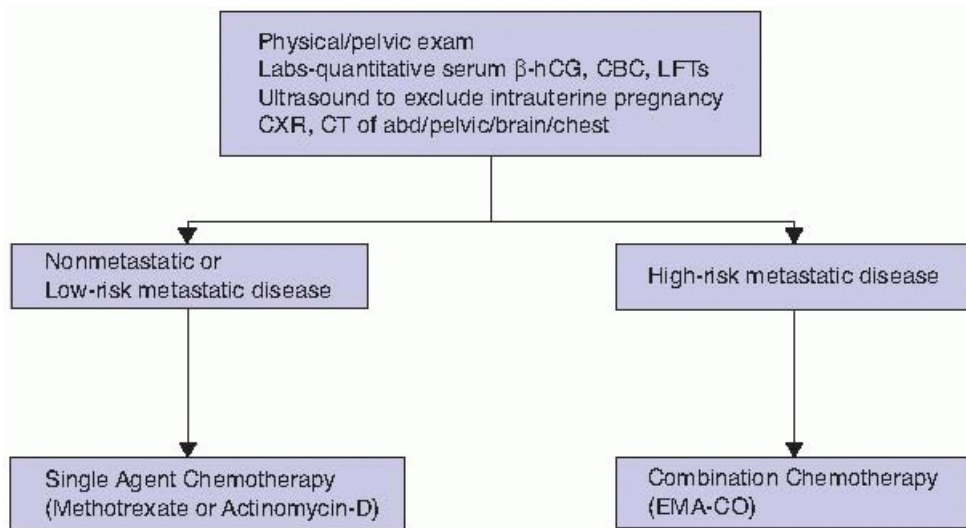 Physical/pelvic exam
Labs-quantitative serum β-hCG, CBC, LFTs
Ultrasound to exclude intrauterine pregnancy
CXR, CT of abd/pelvic/brain/chest
Nonmetastatic or
Low-risk metastatic disease
High-risk metastatic disease
Single Agent Chemotherapy
(Methotrexate or Actinomycin-D)
Combination Chemotherapy
(EMA-CO)